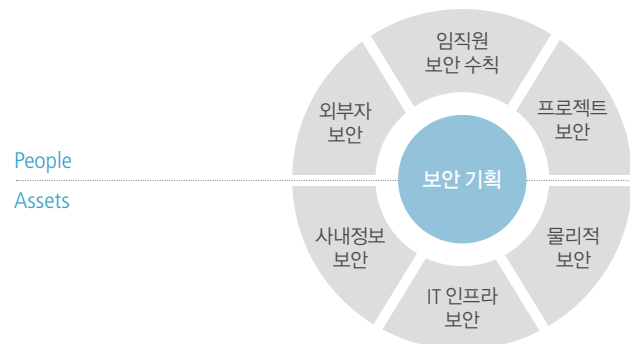 임직원
보안 수칙
외부자
보안
프로젝트
보안
People
보안 기획
Assets
사내정보
보안
물리적
보안
IT 인프라
보안